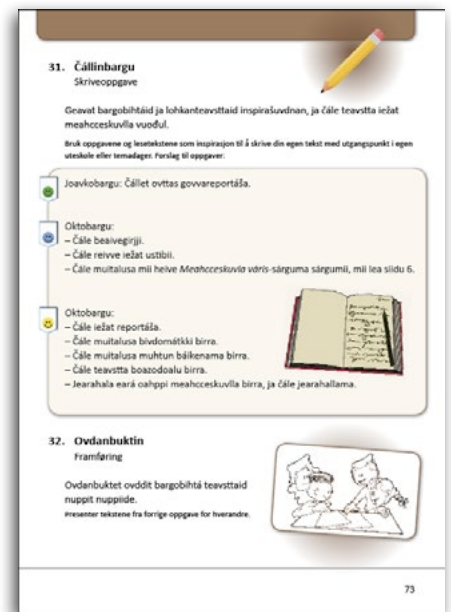 31. Čállinbargu
Skriveoppgave
Geavat bargobihtáid ja lohkanteavsttaid inspirašuvdnan, ja čále teavstta iežat
meahcceskuvlla vuođul.
Bruk oppgavene og lesetekstene som inspirasjon til å skrive din egen tekst med utgangspunkt i egen
uteskole eller temadager. Forslag til oppgaver:
Joavkobargu: Čállet ovttas govvareportáša.
Oktobargu:
– Čále beaivegirjji.
– Čále reivve iežat ustibii.
– Čále muitalusa mii heive Meahcceskuvla váris-sárguma sárgumii, mii lea siidu 6.
Oktobargu:
– Čále iežat reportáša.
– Čále muitalusa bivdomátkki birra.
– Čále muitalusa muhtun báikenama birra.
– Čále teavstta boazodoalu birra.
– Jearahala eará oahppi meahcceskuvlla birra, ja čále jearahallama.
32. Ovdanbuktin
Framføring
Ovdanbuktet ovddit bargobihtá teavsttaid
nuppit nuppiide.
Presenter tekstene fra forrige oppgave for hverandre.
73